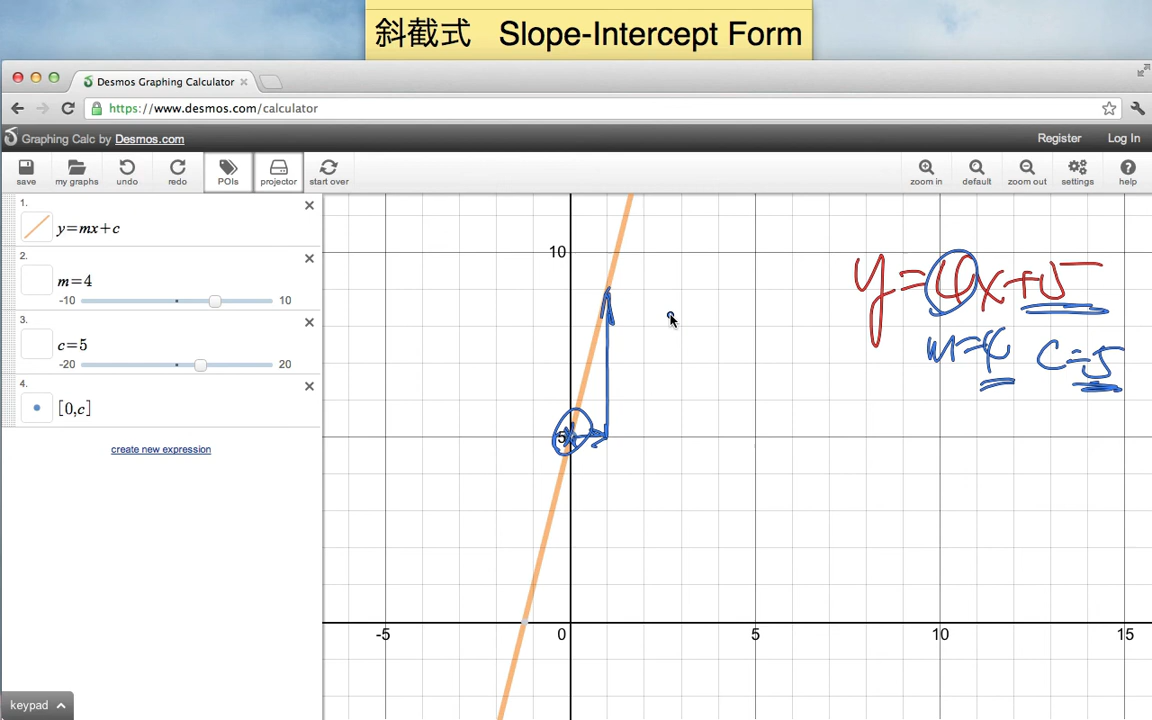 斜截式 Slope-Intercept Form
Desmos Graphing Calculator
https://www.desmos.com/calculator
Graphing Calc by Desmos.com
Register Log In
save my graphs undo redo POIs projector start over zoom in default zoom out settings help
1.
y=mx+c
2.
m=4
-10 10
3.
c=5
-20 20
4.
[0,c]
create new expression
10
5
-5 0 5 10 15
y=4x+5
m=4 c=5
keypad